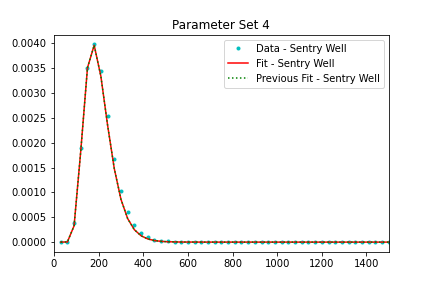 Parameter Set 4
0.0040
0.0035
0.0030
0.0025
0.0020
0.0015
0.0010
0.0005
0.0000
Data - Sentry Well
Fit - Sentry Well
Previous Fit - Sentry Well
0 200 400 600 800 1000 1200 1400